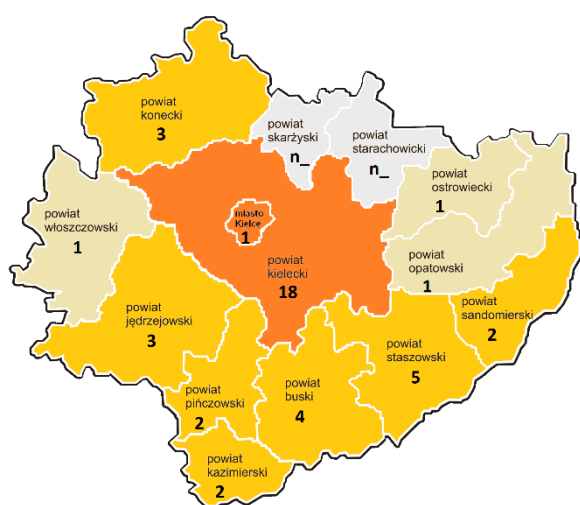 powiat
konecki
3
powiat
skarżyski
n_
powiat
starachowicki
n_
powiat
ostrowiecki
1
powiat
włoszczowski
1
miasto
Kielce
1
powiat
kielecki
18
powiat
opatowski
1
powiat
sandomierski
2
powiat
jędrzejowski
3
powiat
staszowski
5
powiat
pińczowski
2
powiat
buski
4
powiat
kazimierski
2